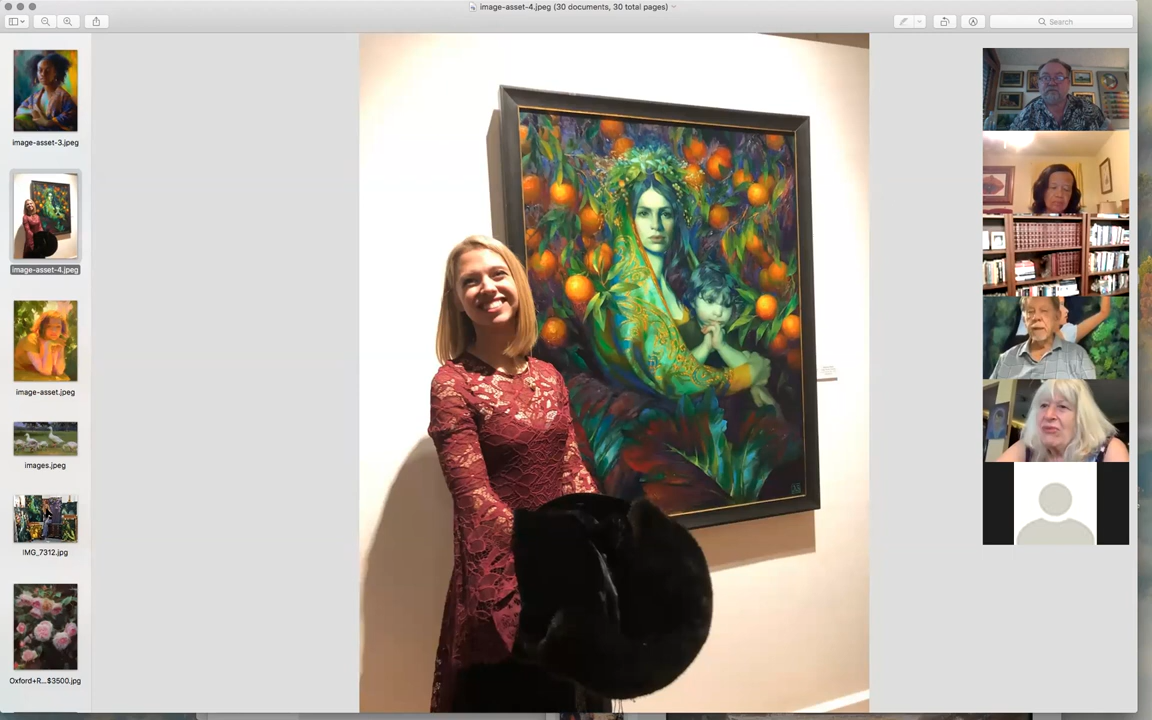 image-asset-4.jpeg (30 documents, 30 total pages)
Search
image-asset-3.jpeg
image-asset-4.jpeg
image-asset.jpeg
images.jpeg
IMG_7312.jpg
Oxford+R...$3500.jpg